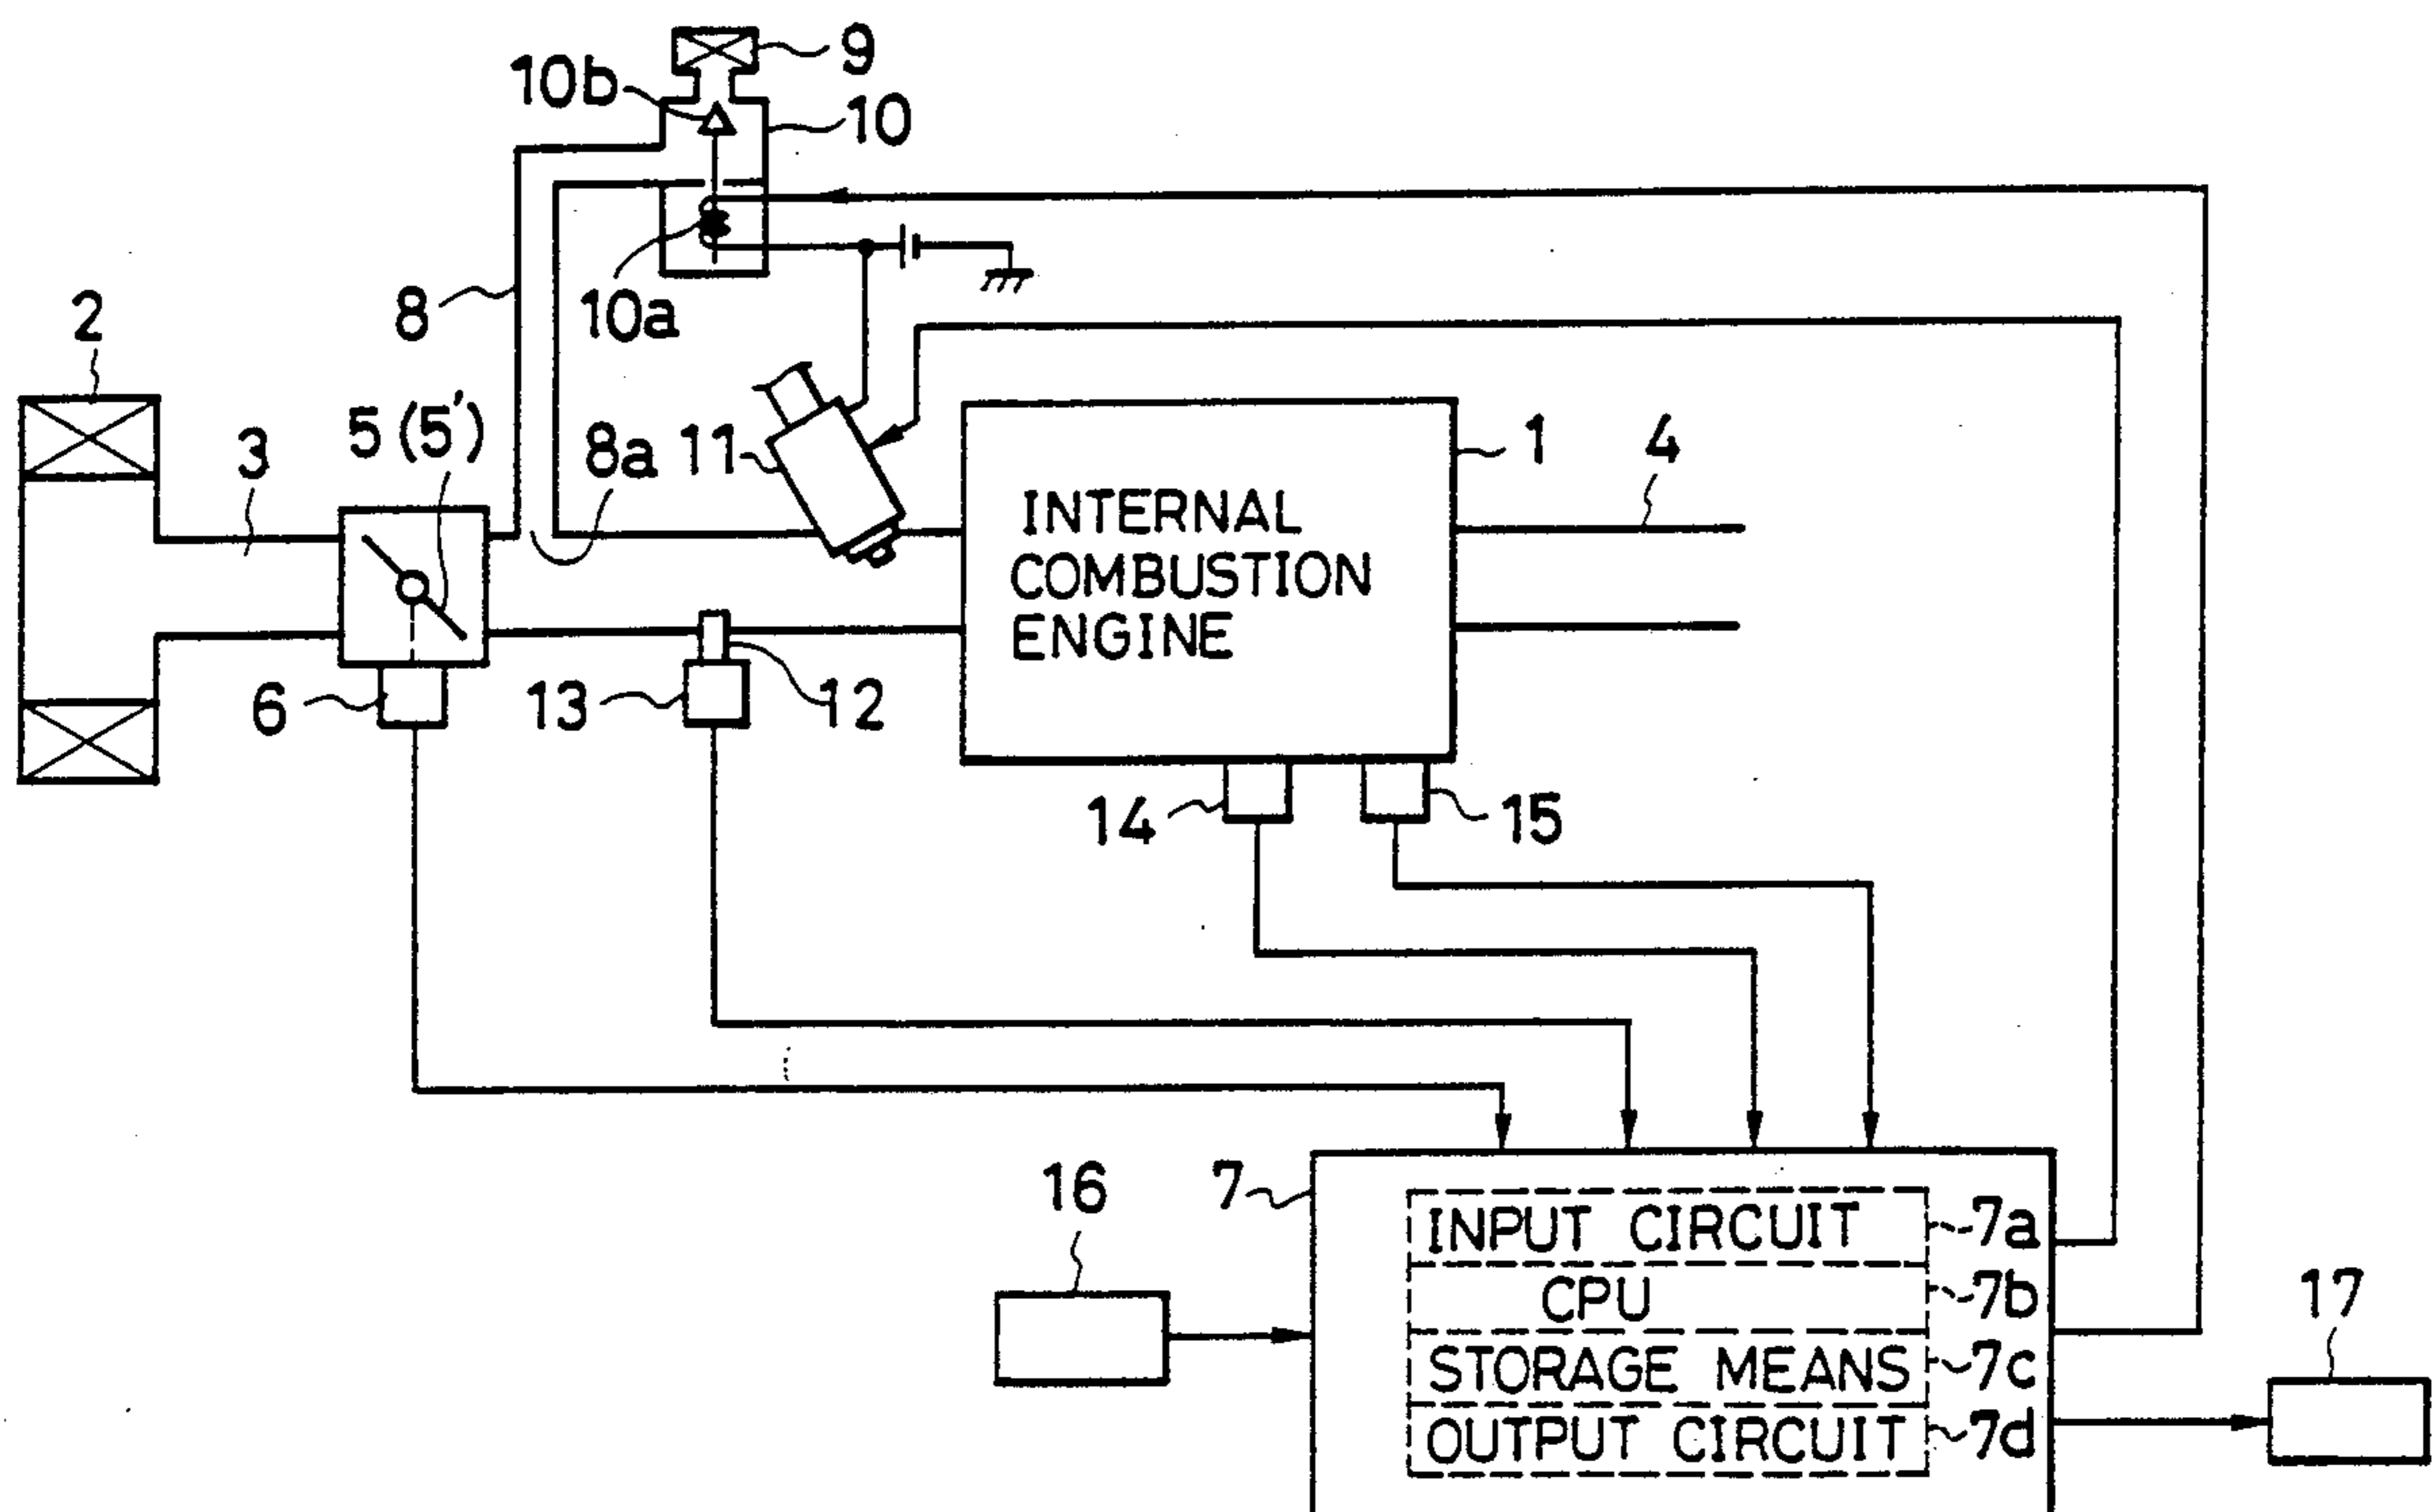 9
10b
10
8
10a
2
5 (5')
3
8a
11
1
4
INTERNAL
COMBUSTION
ENGINE
6
13
12
14
15
16
7
INPUT CIRCUIT
7a
CPU
7b
STORAGE MEANS
7c
OUTPUT CIRCUIT
7d
17